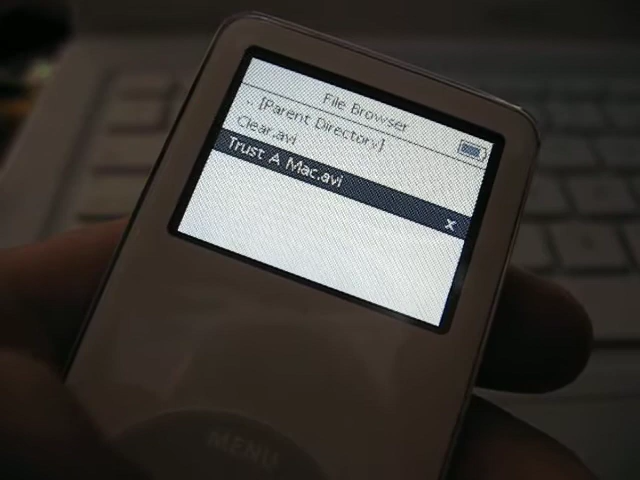 File Browser
.. [Parent Directory]
Clear.avi
Trust A Mac.avi x
MENU